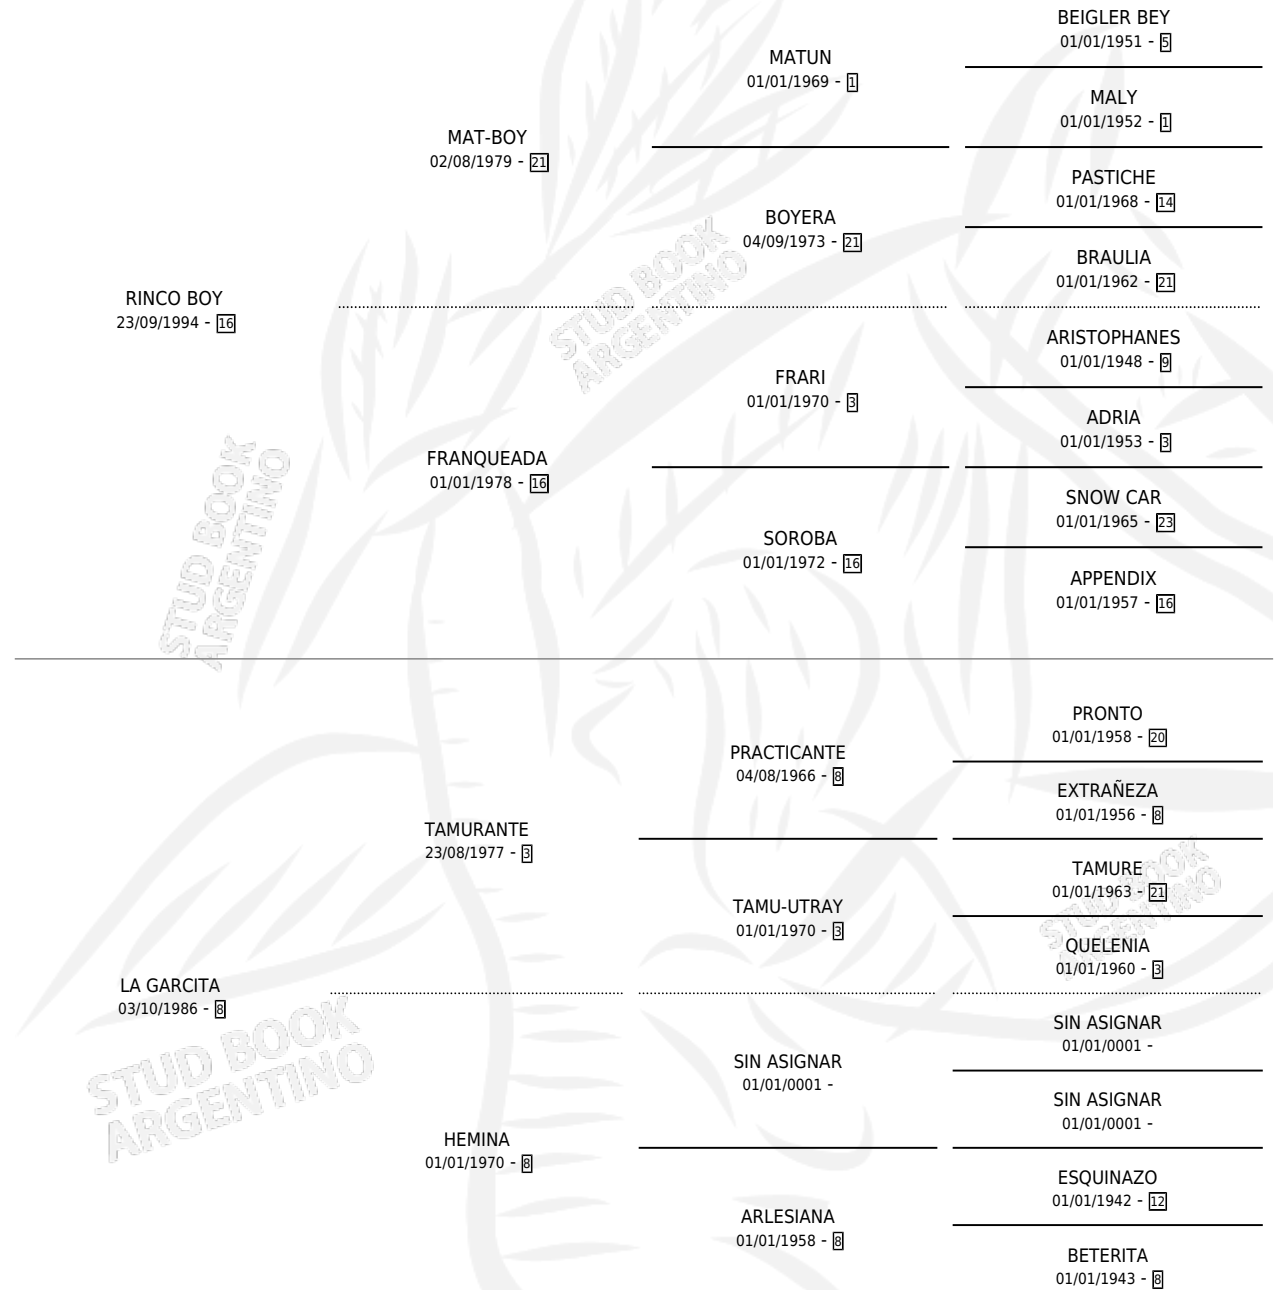 BEIGLER BEY
01/01/1951 - 5
MATUN
01/01/1969 - 1
MALY
01/01/1952 - 1
MAT-BOY
02/08/1979 - 21
PASTICHE
01/01/1968 - 14
BOYERA
04/09/1973 - 21
BRAULIA
01/01/1962 - 21
RINCO BOY
23/09/1994 - 16
ARISTOPHANES
01/01/1948 - 9
FRARI
01/01/1970 - 3
ADRIA
01/01/1953 - 3
FRANQUEADA
01/01/1978 - 16
SNOW CAR
01/01/1965 - 23
SOROBA
01/01/1972 - 16
APPENDIX
01/01/1957 - 16
STUD BOOK
ARGENTINO
STUD BOOK
ARGENTINO
PRONTO
01/01/1958 - 20
PRACTICANTE
04/08/1966 - 8
EXTRAÑEZA
01/01/1956 - 8
TAMURANTE
23/08/1977 - 3
TAMURE
01/01/1963 - 21
TAMU-UTRAY
01/01/1970 - 3
QUELENIA
01/01/1960 - 3
LA GARCITA
03/10/1986 - 8
SIN ASIGNAR
01/01/0001 -
SIN ASIGNAR
01/01/0001 -
SIN ASIGNAR
01/01/0001 -
HEMINA
01/01/1970 - 8
ESQUINAZO
01/01/1942 - 12
ARLESIANA
01/01/1958 - 8
BETERITA
01/01/1943 - 8
STUD BOOK
ARGENTINO
STUD BOOK
ARGENTINO